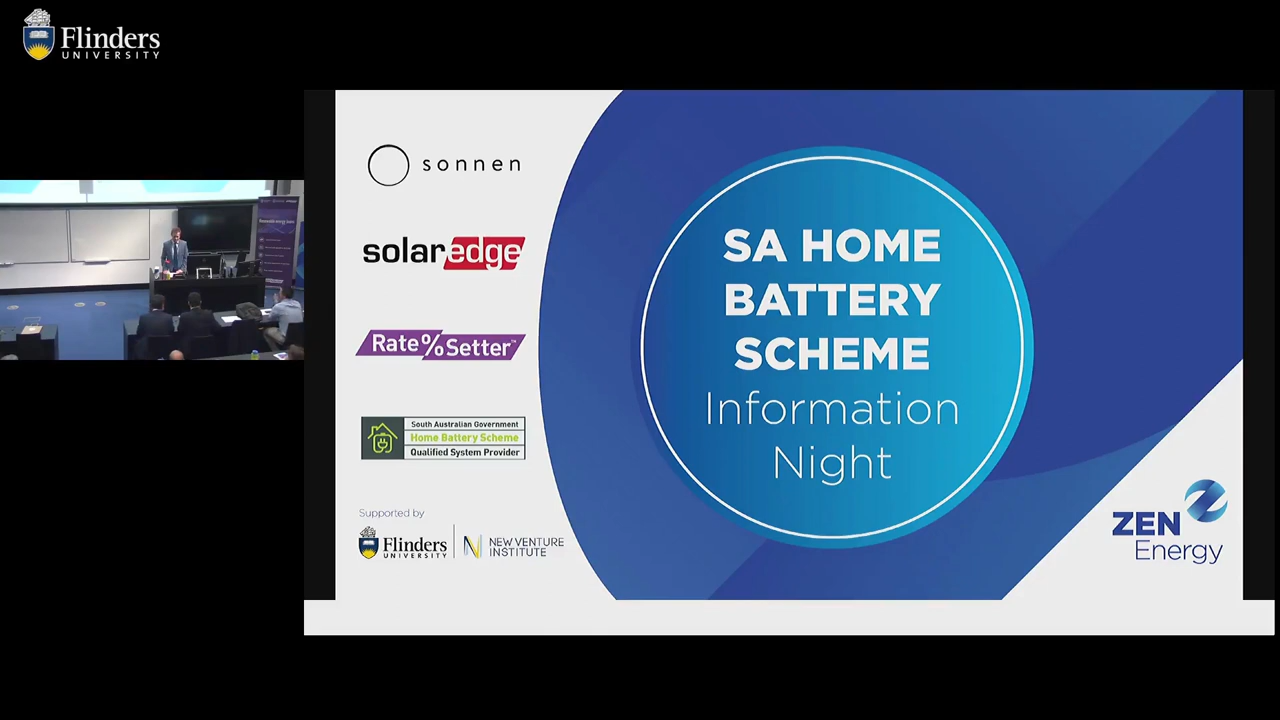 Flinders
UNIVERSITY
sonnen
solaredge
Rate%Setter™
South Australian Government
Home Battery Scheme
Qualified System Provider
Supported by
Flinders
UNIVERSITY
NEW VENTURE
INSTITUTE
SA HOME
BATTERY
SCHEME
Information
Night
ZEN
Energy